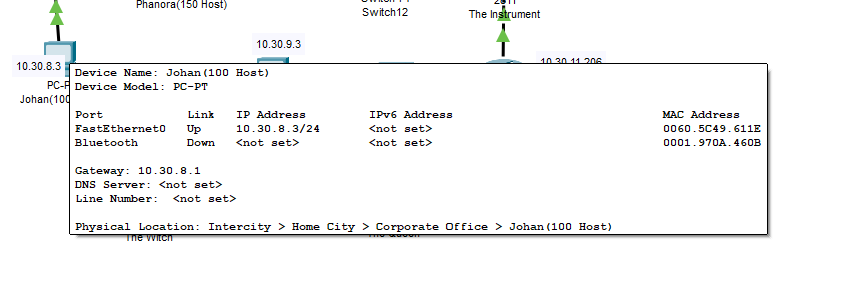 Phanora(150 Host)
Switch12
2811
The Instrument
10.30.9.3
10.30.8.3
10.30.11.206
PC-P
Johan(100
Device Name: Johan(100 Host)
Device Model: PC-PT
Port Link IP Address IPv6 Address MAC Address
FastEthernet0 Up 10.30.8.3/24 <not set> 0060.5C49.611E
Bluetooth Down <not set> <not set> 0001.970A.460B
Gateway: 10.30.8.1
DNS Server: <not set>
Line Number: <not set>
Physical Location: Intercity > Home City > Corporate Office > Johan(100 Host)
The Witch
The Queen